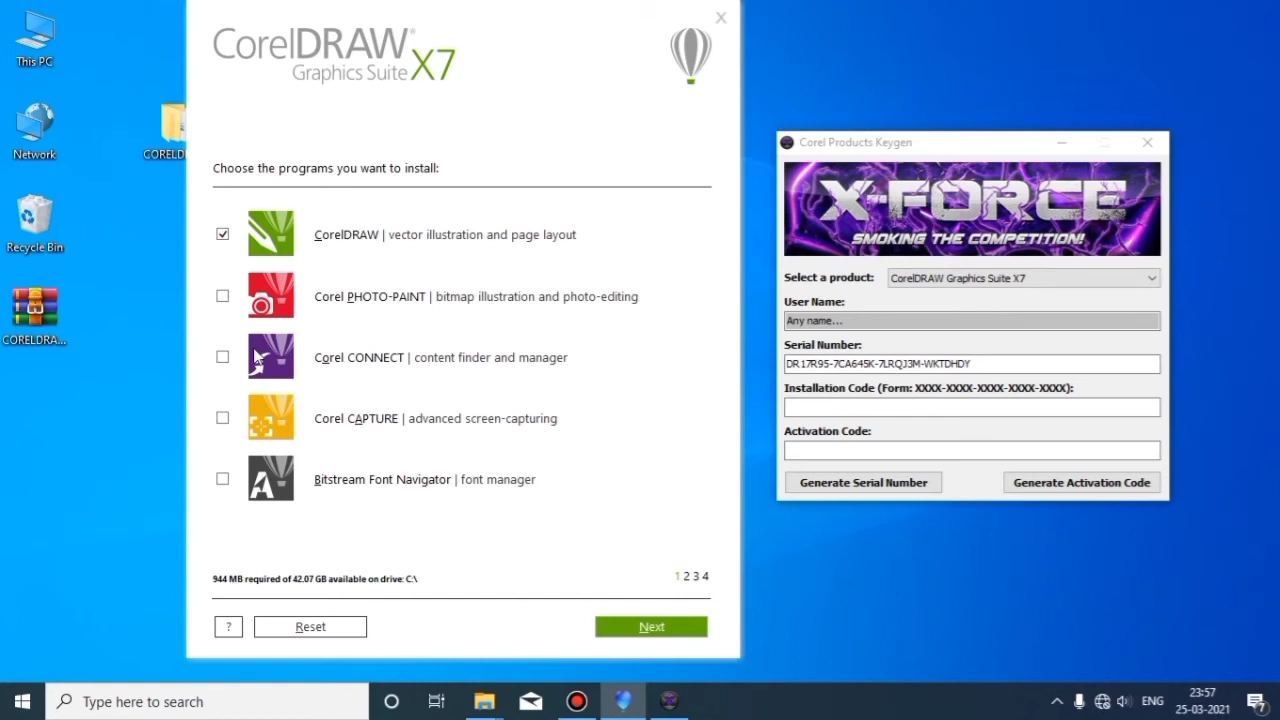 This PC
Network
CORELD
Recycle Bin
CORELDRA...
CorelDRAW®
Graphics Suite X7
Choose the programs you want to install:
CorelDRAW | vector illustration and page layout
Corel PHOTO-PAINT | bitmap illustration and photo-editing
Corel CONNECT | content finder and manager
Corel CAPTURE | advanced screen-capturing
Bitstream Font Navigator | font manager
944 MB required of 42.07 GB available on drive: C:\
1 2 3 4
?
Reset
Next
Corel Products Keygen
X-FORCE
SMOKING THE COMPETITION!
Select a product: CorelDRAW Graphics Suite X7
User Name:
Any name...
Serial Number:
DR17R95-7CA645K-7LRQJ3M-WKTDHDY
Installation Code (Form: XXXX-XXXX-XXXX-XXXX-XXXX):
Activation Code:
Generate Serial Number
Generate Activation Code
Type here to search
ENG
23:57
25-03-2021
7